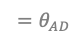 = θ_{AD}